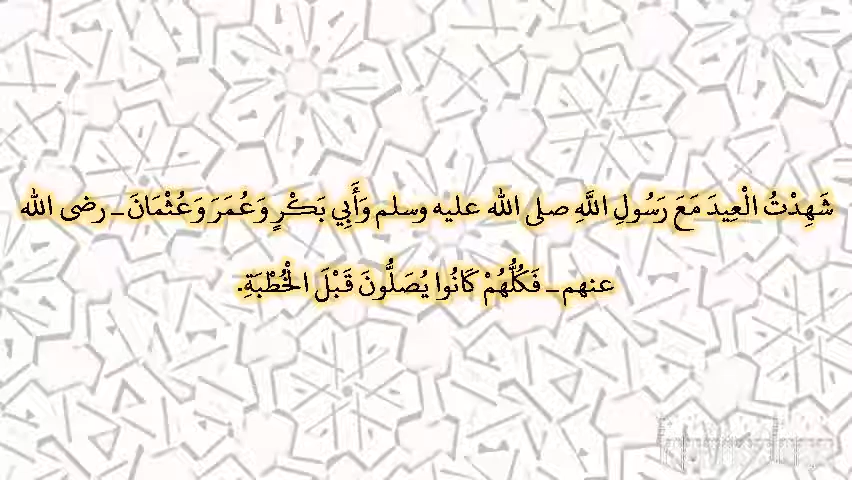 شَهِدْتُ الْعِيدَ مَعَ رَسُولِ اللَّهِ صلى الله عليه وسلم وَأَبِي بَكْرٍ وَعُمَرَ وَعُثْمَانَ ـ رضى الله
عنهم ـ فَكُلُّهُمْ كَانُوا يُصَلُّونَ قَبْلَ الْخُطْبَةِ.